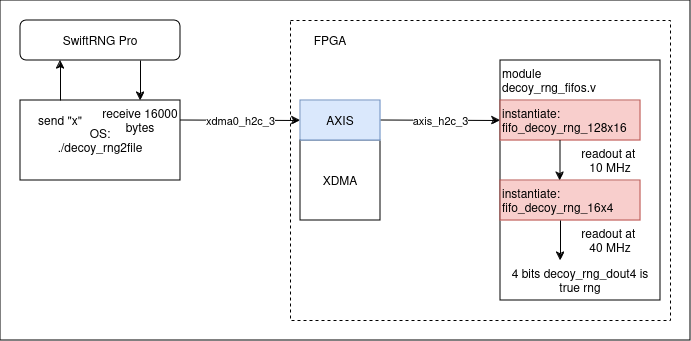 SwiftRNG Pro
FPGA
send "x"
receive 16000
bytes
OS:
./decoy_rng2file
xdma0_h2c_3
AXIS
XDMA
axis_h2c_3
module
decoy_rng_fifos.v
instantiate:
fifo_decoy_rng_128x16
readout at
10 MHz
instantiate:
fifo_decoy_rng_16x4
readout at
40 MHz
4 bits decoy_rng_dout4 is
true rng